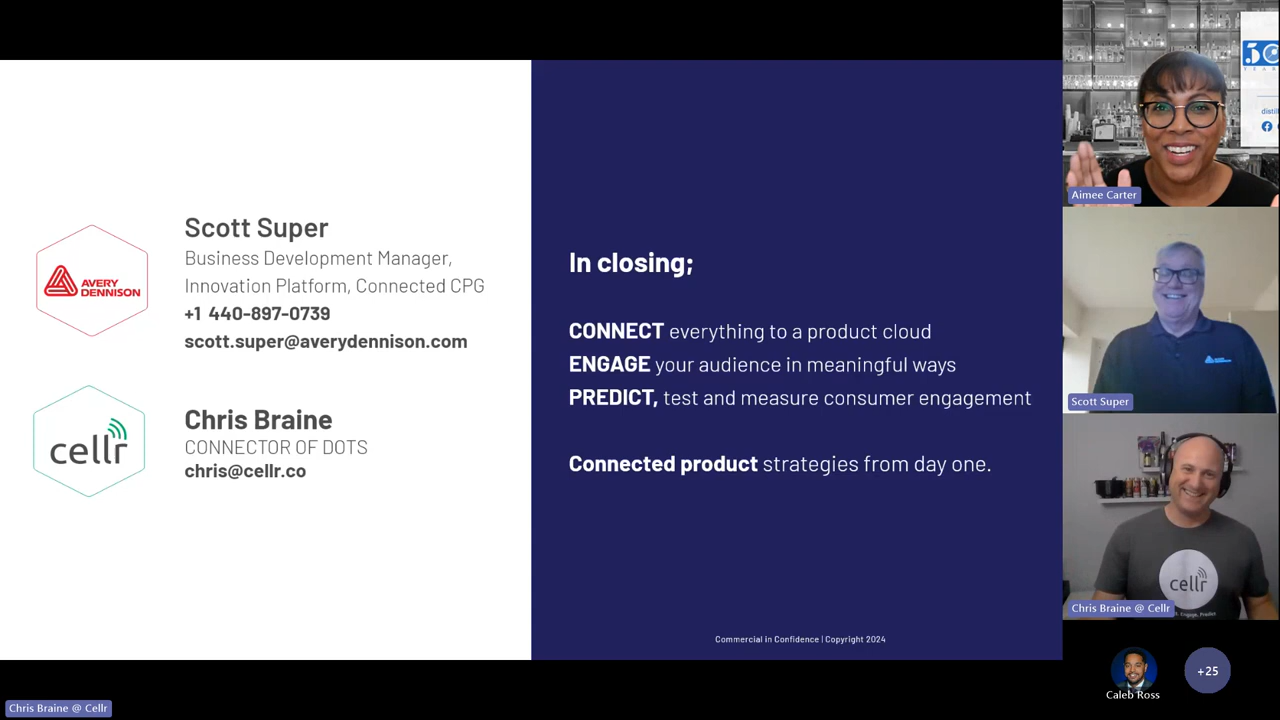 AVERY
DENNISON
Scott Super
Business Development Manager,
Innovation Platform, Connected CPG
+1 440-897-0739
scott.super@averydennison.com
cellr
Chris Braine
CONNECTOR OF DOTS
chris@cellr.co
In closing;
CONNECT everything to a product cloud
ENGAGE your audience in meaningful ways
PREDICT, test and measure consumer engagement
Connected product strategies from day one.
Commercial in Confidence | Copyright 2024
Aimee Carter
Scott Super
cellr
Chris Braine @ Cellr
Caleb Ross
+25
Chris Braine @ Cellr